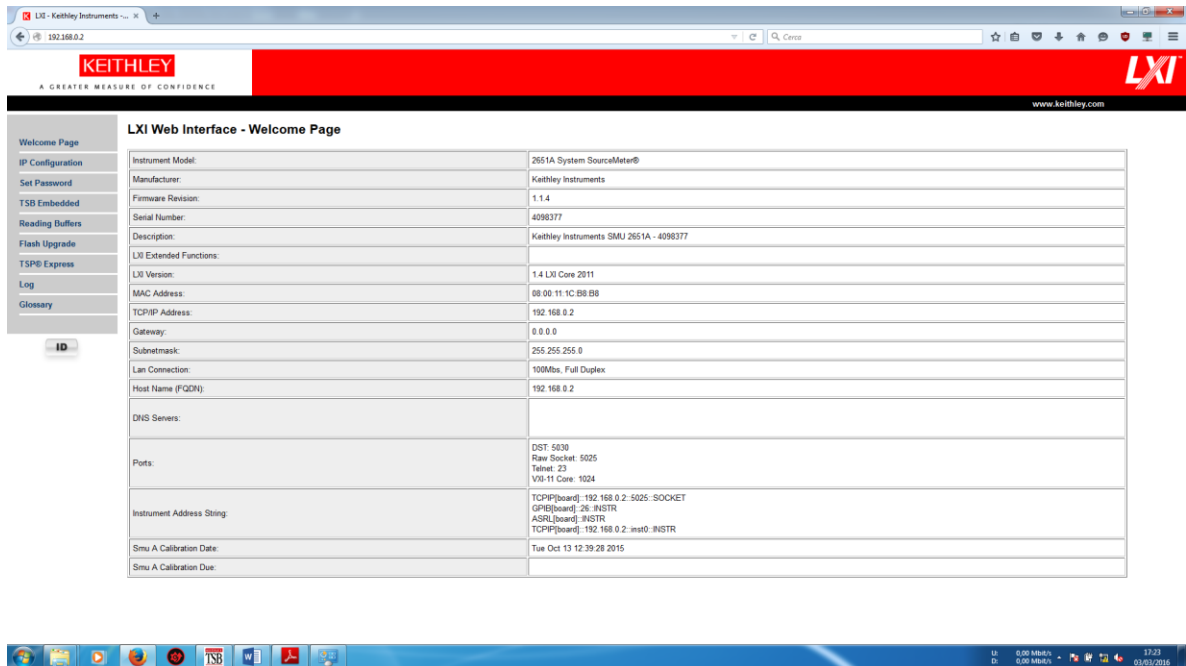 LXI - Keithley Instruments -...
192.168.0.2
Cerca
KEITHLEY
A GREATER MEASURE OF CONFIDENCE
LXI
www.keithley.com
Welcome Page
IP Configuration
Set Password
TSB Embedded
Reading Buffers
Flash Upgrade
TSP® Express
Log
Glossary
ID
LXI Web Interface - Welcome Page
Instrument Model: 2651A System SourceMeter®
Manufacturer: Keithley Instruments
Firmware Revision: 1.1.4
Serial Number: 4098377
Description: Keithley Instruments SMU 2651A - 4098377
LXI Extended Functions:
LXI Version: 1.4 LXI Core 2011
MAC Address: 08:00:11:1C:B8:B8
TCP/IP Address: 192.168.0.2
Gateway: 0.0.0.0
Subnetmask: 255.255.255.0
Lan Connection: 100Mbs, Full Duplex
Host Name (FQDN): 192.168.0.2
DNS Servers:
Ports:
DST: 5030
Raw Socket: 5025
Telnet: 23
VXI-11 Core: 1024
Instrument Address String:
TCPIP[board]::192.168.0.2::5025::SOCKET
GPIB[board]::26::INSTR
ASRL[board]::INSTR
TCPIP[board]::192.168.0.2::inst0::INSTR
Smu A Calibration Date: Tue Oct 13 12:39:28 2015
Smu A Calibration Due:
TSB
U: 0,00 Mbit/s
D: 0,00 Mbit/s
17:23
03/03/2016